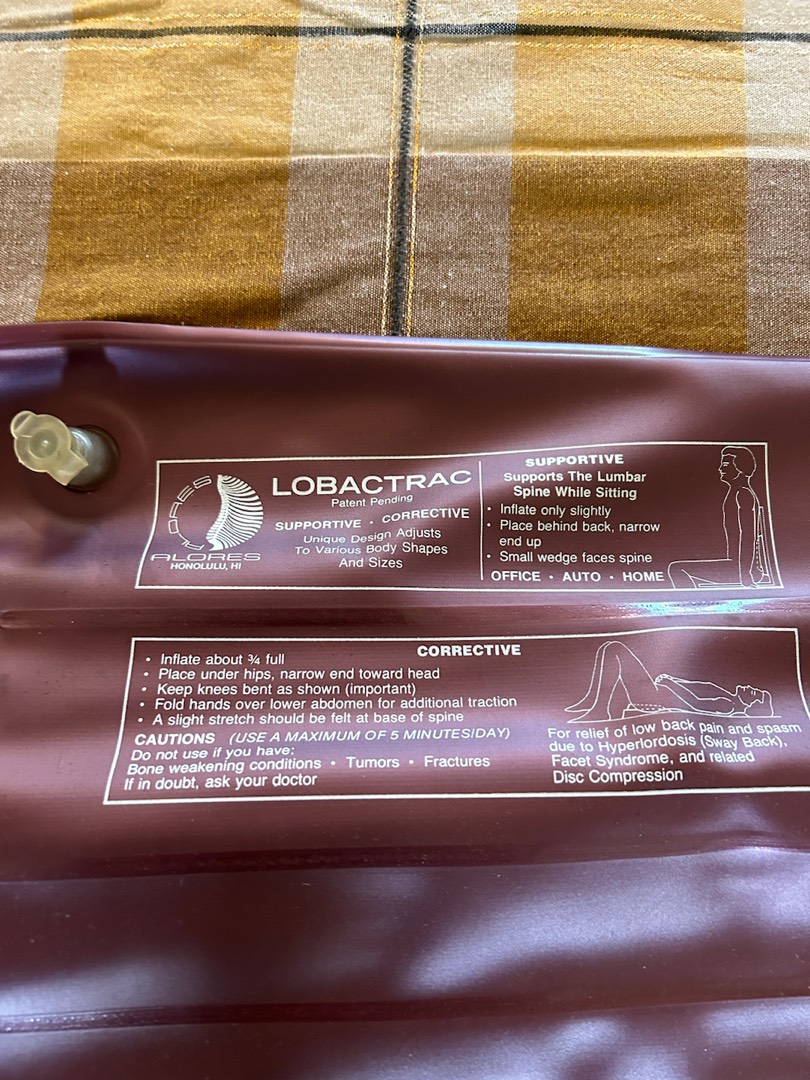 ALORES
ALORES
HONOLULU, HI
LOBACTRAC
Patent Pending
SUPPORTIVE • CORRECTIVE
Unique Design Adjusts
To Various Body Shapes
And Sizes
SUPPORTIVE
Supports The Lumbar
Spine While Sitting
• Inflate only slightly
• Place behind back, narrow
end up
• Small wedge faces spine
OFFICE • AUTO • HOME
CORRECTIVE
• Inflate about ¾ full
• Place under hips, narrow end toward head
• Keep knees bent as shown (important)
• Fold hands over lower abdomen for additional traction
• A slight stretch should be felt at base of spine
CAUTIONS (USE A MAXIMUM OF 5 MINUTES/DAY)
Do not use if you have:
Bone weakening conditions • Tumors • Fractures
If in doubt, ask your doctor
For relief of low back pain and spasm
due to Hyperlordosis (Sway Back),
Facet Syndrome, and related
Disc Compression